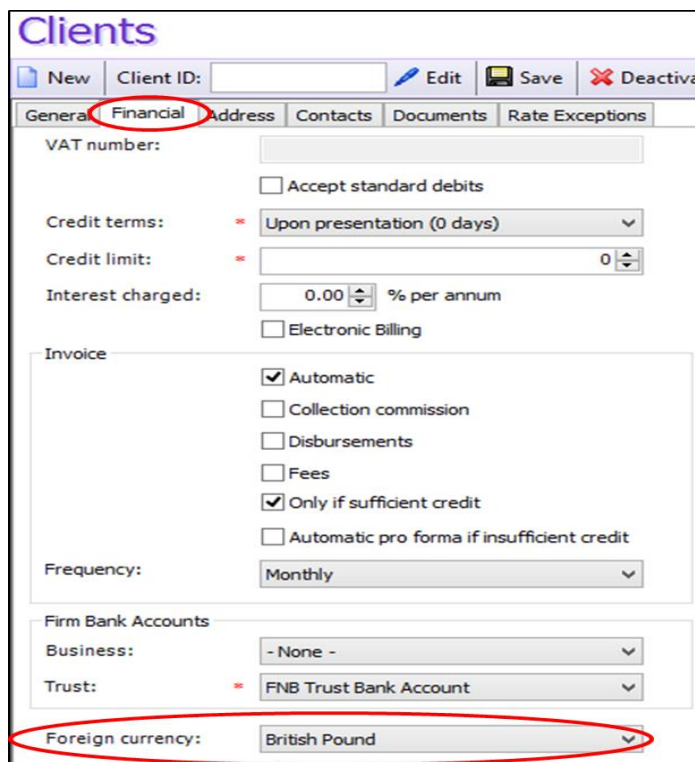 Clients
New Client ID: Edit Save Deactiva
General Financial Address Contacts Documents Rate Exceptions
VAT number:
Accept standard debits
Credit terms: * Upon presentation (0 days)
Credit limit: * 0
Interest charged: 0.00 % per annum
Electronic Billing
Invoice
Automatic
Collection commission
Disbursements
Fees
Only if sufficient credit
Automatic pro forma if insufficient credit
Frequency: Monthly
Firm Bank Accounts
Business: - None -
Trust: * FNB Trust Bank Account
Foreign currency: British Pound